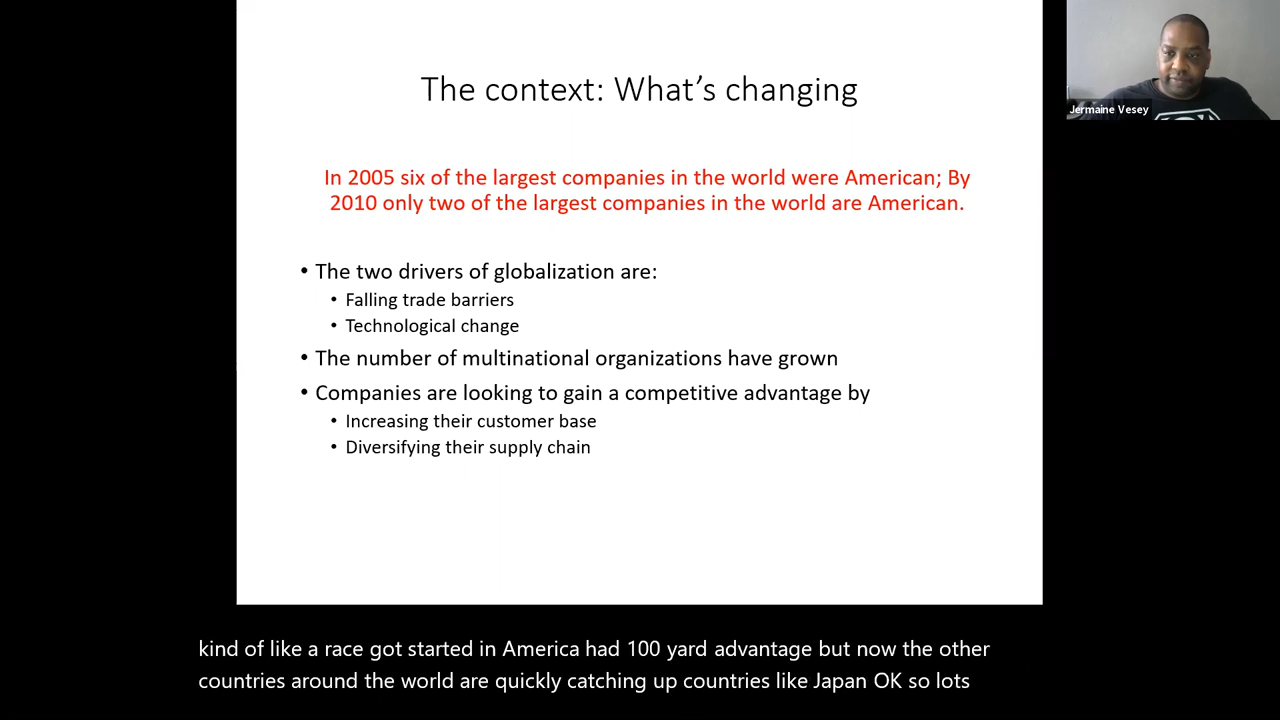 The context: What's changing
Jermaine Vesey
In 2005 six of the largest companies in the world were American; By
2010 only two of the largest companies in the world are American.
• The two drivers of globalization are:
• Falling trade barriers
• Technological change
• The number of multinational organizations have grown
• Companies are looking to gain a competitive advantage by
• Increasing their customer base
• Diversifying their supply chain
kind of like a race got started in America had 100 yard advantage but now the other
countries around the world are quickly catching up countries like Japan OK so lots